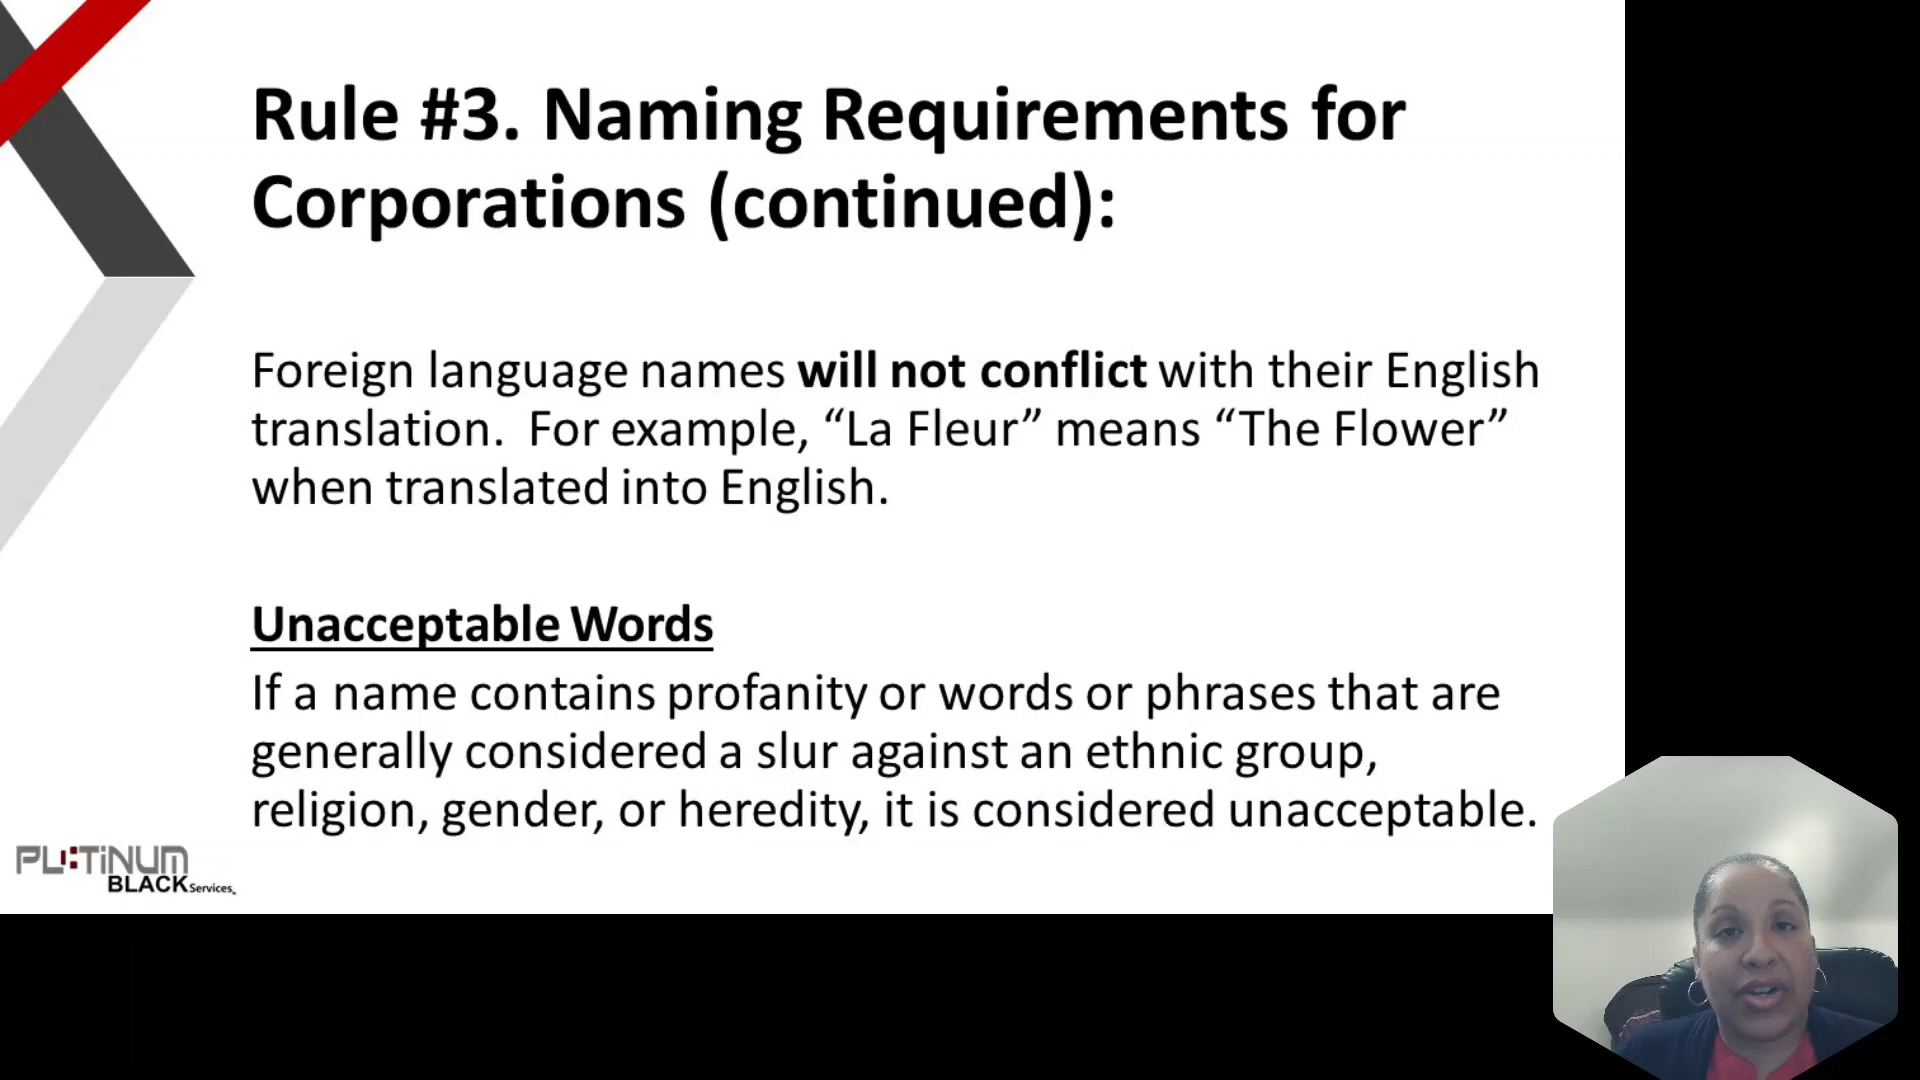 Rule #3. Naming Requirements for
Corporations (continued):
Foreign language names will not conflict with their English
translation.  For example, “La Fleur” means “The Flower”
when translated into English.
Unacceptable Words
If a name contains profanity or words or phrases that are
generally considered a slur against an ethnic group,
religion, gender, or heredity, it is considered unacceptable.
PLATINUM
BLACK Services